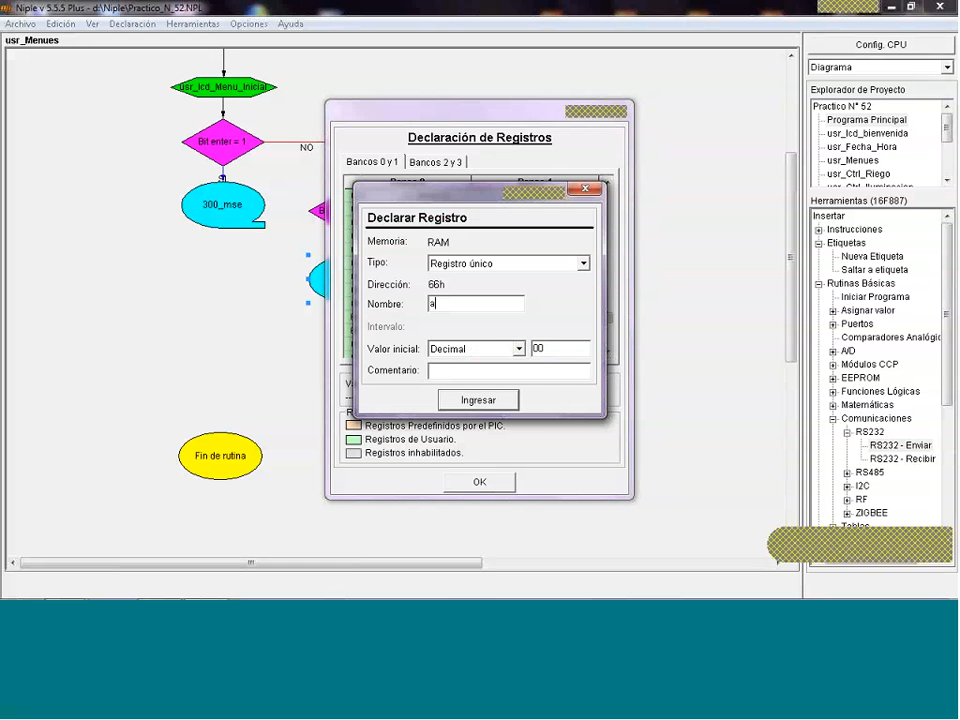 Niple v 5.5.5 Plus - d:\Niple\Practico_N_52.NPL
Archivo Edición Ver Declaración Herramientas Opciones Ayuda
usr_Menues
usr_lcd_Menu_Inicial
Bit enter = 1
NO
300_mse
Fin de rutina
Declaración de Registros
Bancos 0 y 1
Bancos 2 y 3
Declarar Registro
Memoria: RAM
Tipo: Registro único
Dirección: 66h
Nombre: a
Intervalo:
Valor inicial: Decimal 00
Comentario:
Ingresar
Registros Predefinidos por el PIC.
Registros de Usuario.
Registros inhabilitados.
OK
Config. CPU
Diagrama
Explorador de Proyecto
Practico N° 52
Programa Principal
usr_lcd_bienvenida
usr_Fecha_Hora
usr_Menues
usr_Ctrl_Riego
usr_Ctrl_Iluminacion
Herramientas (16F887)
Insertar
Instrucciones
Etiquetas
Nueva Etiqueta
Saltar a etiqueta
Rutinas Básicas
Iniciar Programa
Asignar valor
Puertos
Comparadores Analógic
A/D
Módulos CCP
EEPROM
Funciones Lógicas
Matemáticas
Comunicaciones
RS232
RS232 - Enviar
RS232 - Recibir
RS485
I2C
RF
ZIGBEE
Tablas